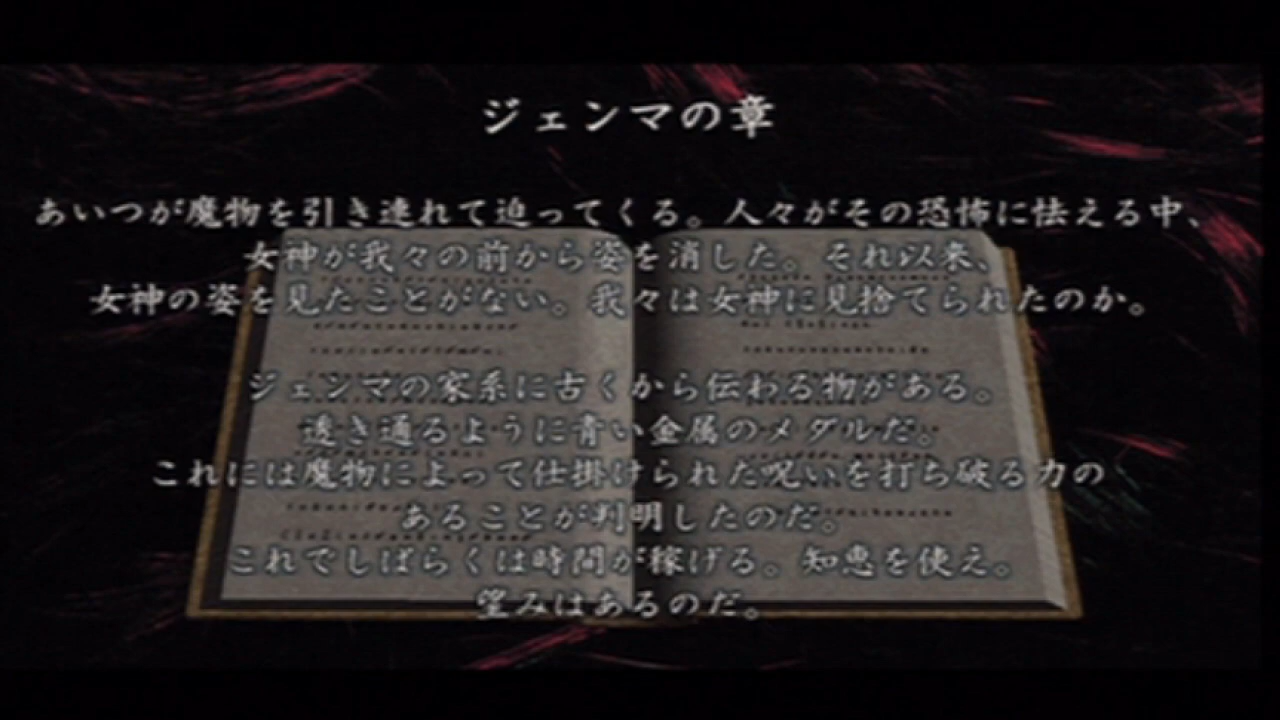 ジェンマの章
あいつが魔物を引き連れて迫ってくる。人々がその恐怖に怯える中、
女神が我々の前から姿を消した。それ以来、
女神の姿を見たことがない。我々は女神に見捨てられたのか。
ジェンマの家系に古くから伝わる物がある。
透き通るように青い金属のメダルだ。
これには魔物によって仕掛けられた呪いを打ち破る力の
あることが判明したのだ。
これでしばらくは時間が稼げる。知恵を使え。
望みはあるのだ。